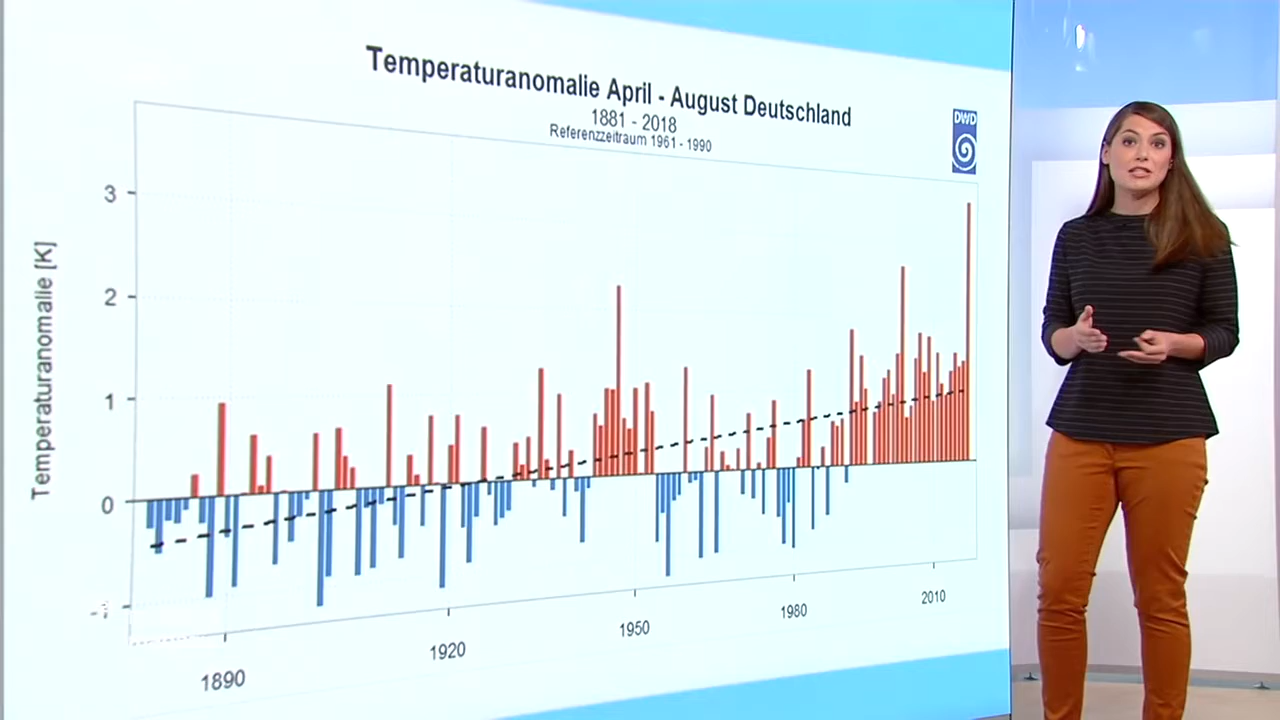 Temperaturanomalie April - August Deutschland
1881 - 2018
Referenzzeitraum 1961 - 1990
DWD
Temperaturanomalie [K]
3
2
1
0
-1
1890
1920
1950
1980
2010